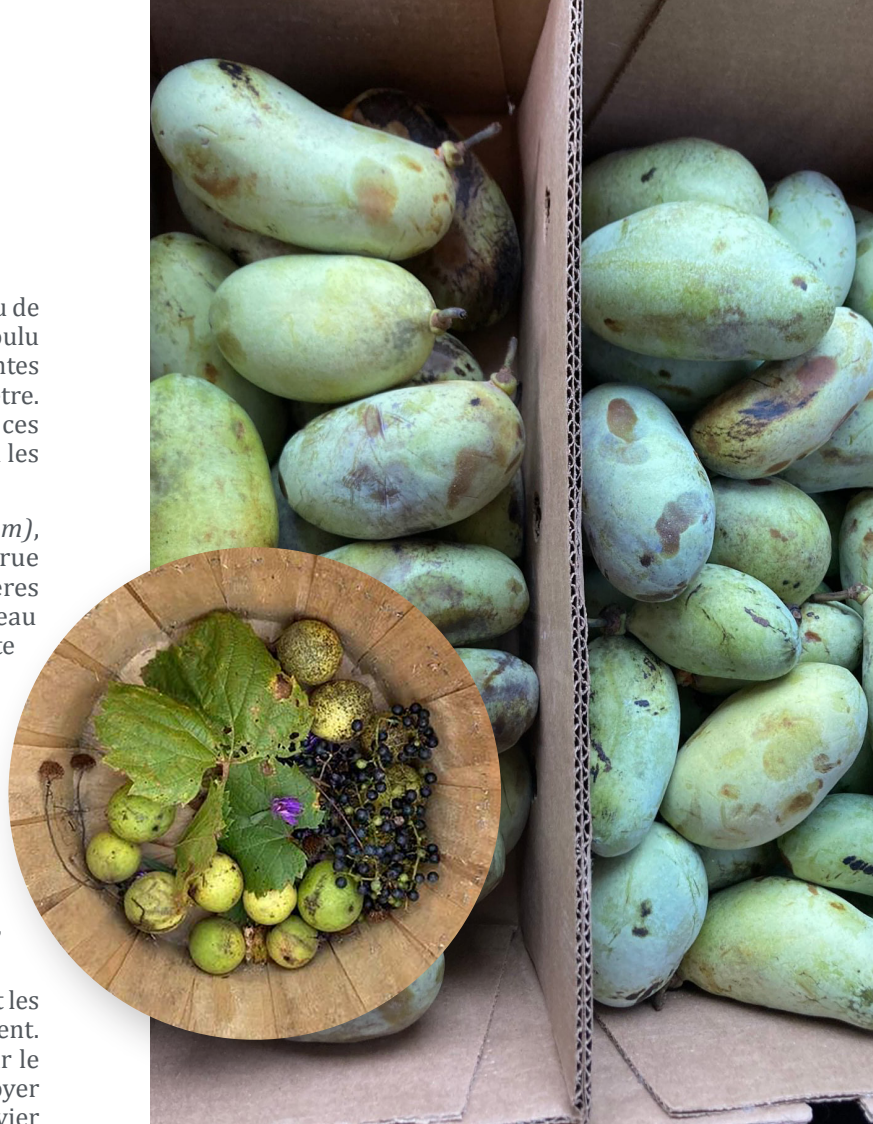 u de
oulu
ntes
tre.
ces
les
m),
rue
ères
eau
te
t les
ent.
r le
oyer
vier